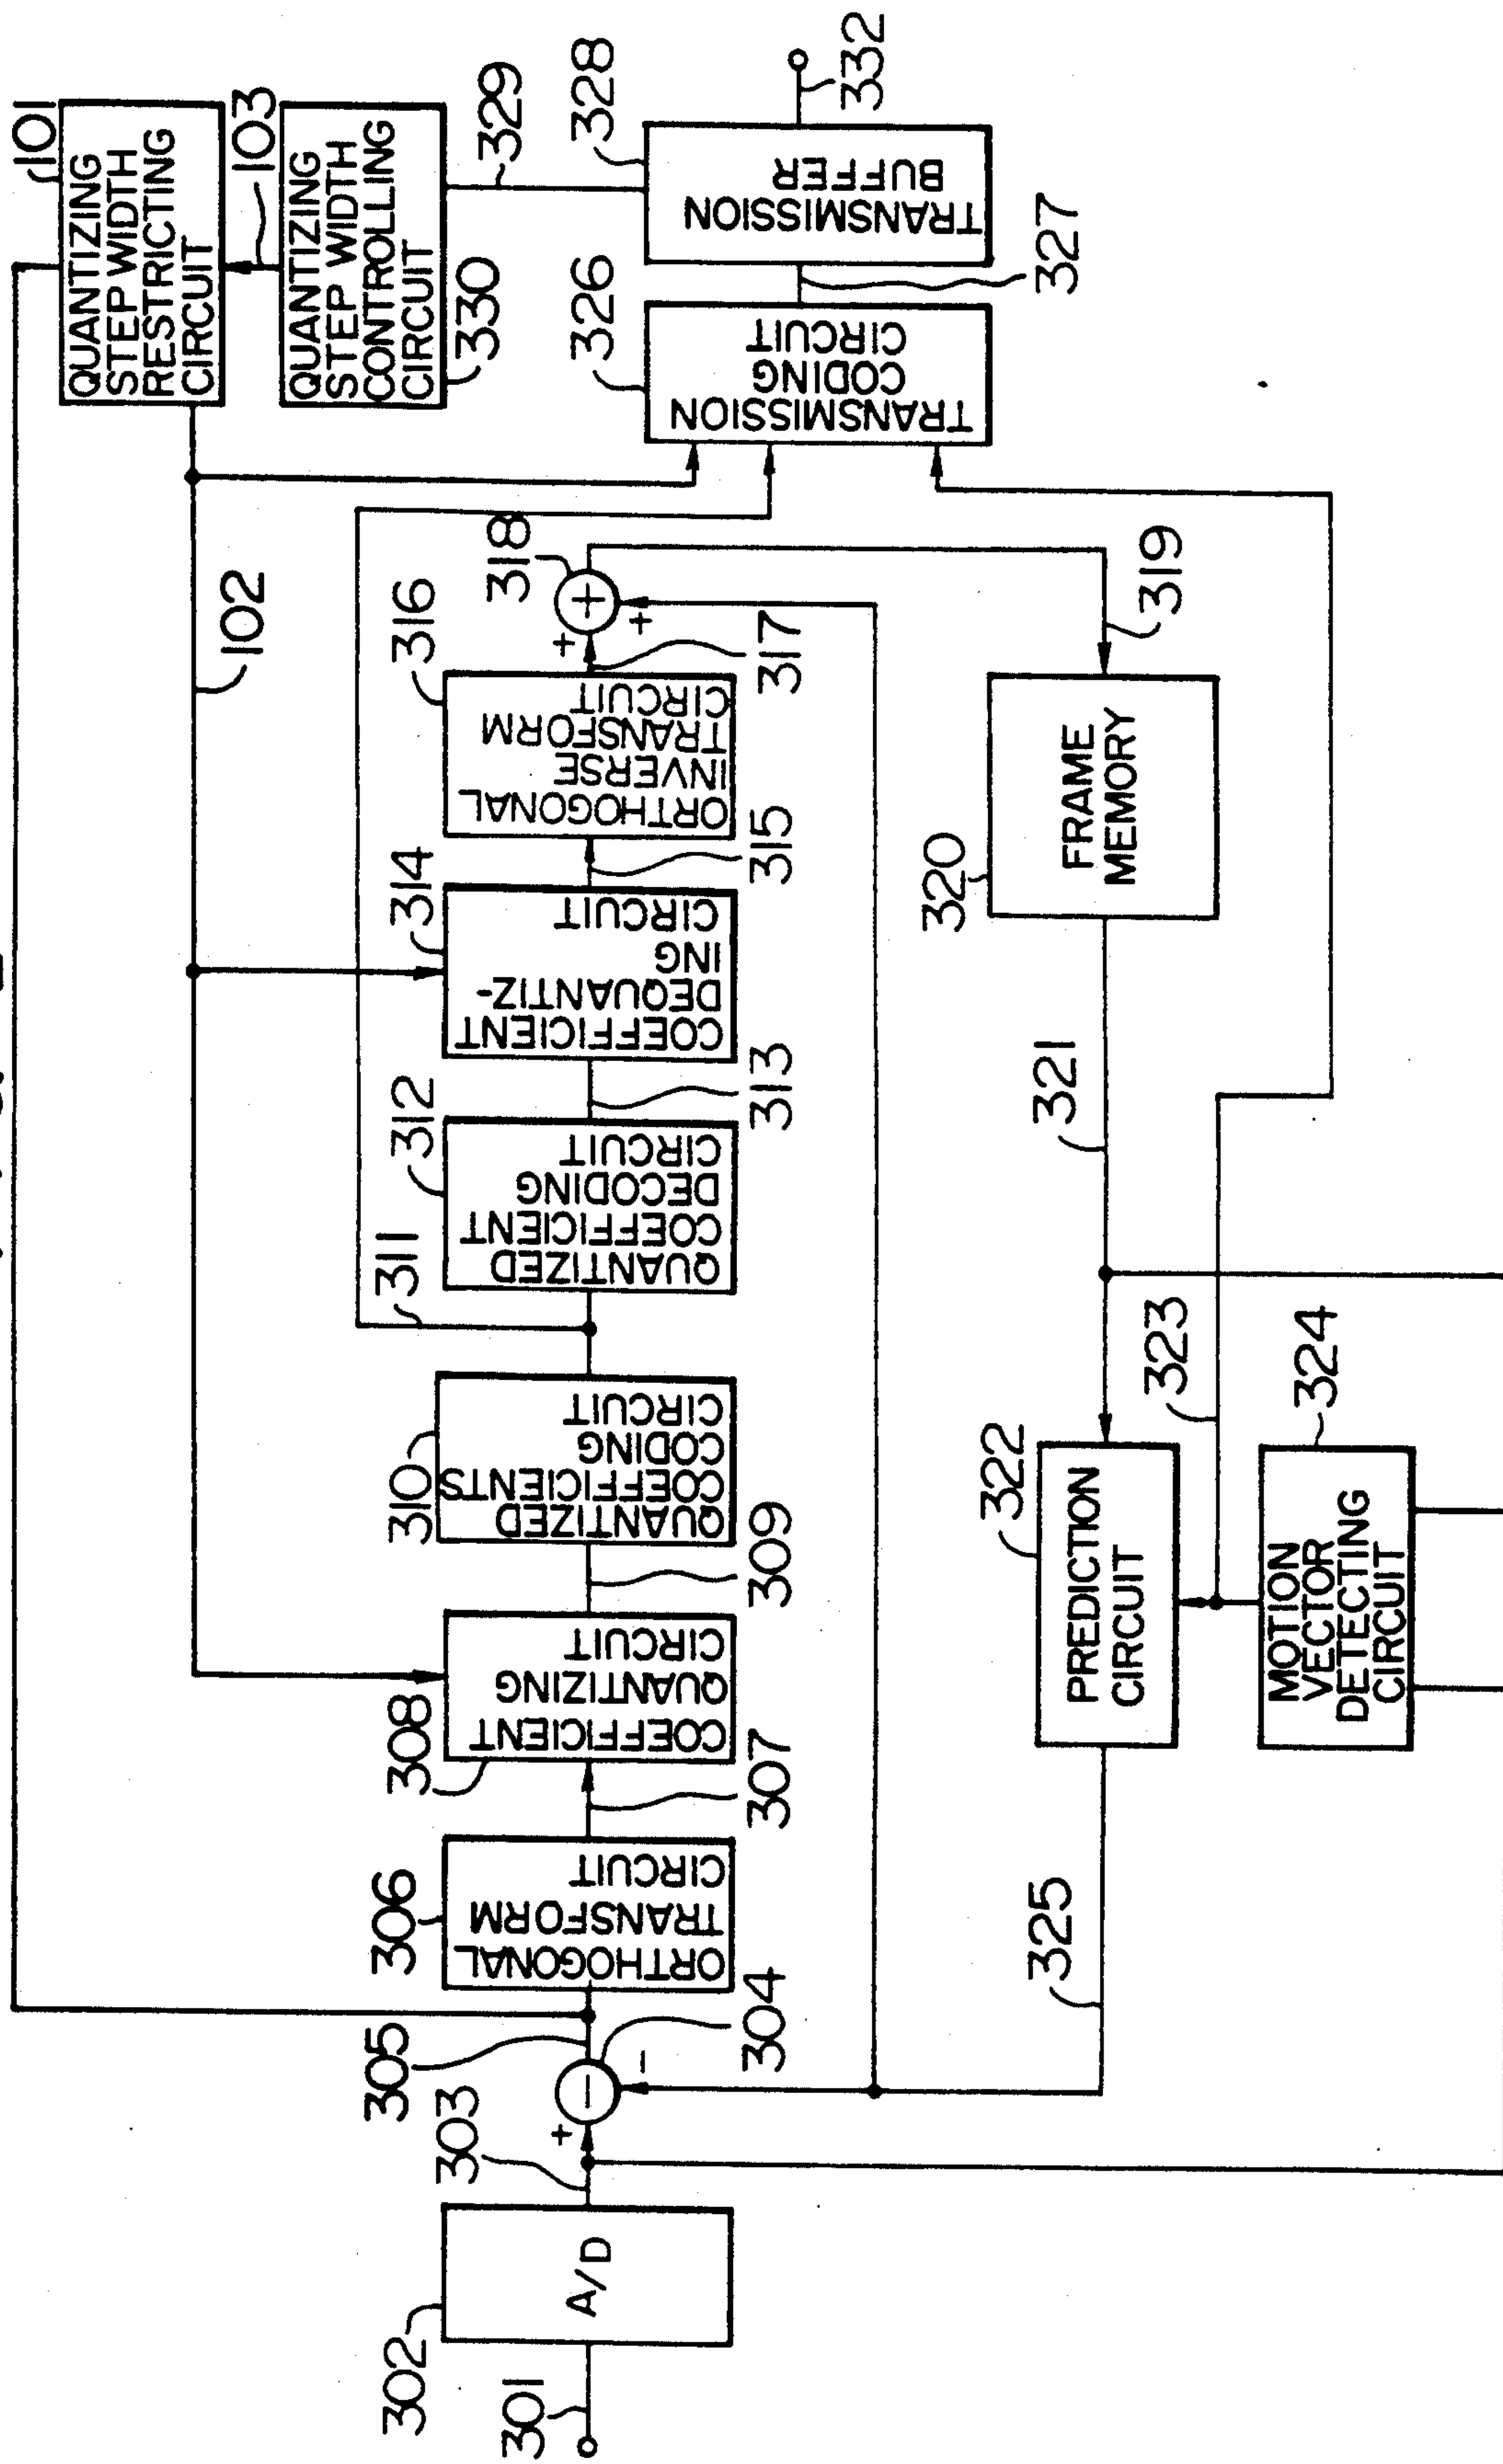 101
QUANTIZING
STEP WIDTH
RESTRICTING
CIRCUIT
103
QUANTIZING
STEP WIDTH
CONTROLLING
CIRCUIT
330
329
102
328
TRANSMISSION
BUFFER
332
327
326
TRANSMISSION
CODING
CIRCUIT
318
+
+
+
317
316
ORTHOGONAL
INVERSE
TRANSFORM
CIRCUIT
315
314
COEFFICIENT
DEQUANTIZ-
ING
CIRCUIT
313
312
QUANTIZED
COEFFICIENT
DECODING
CIRCUIT
311
310
QUANTIZED
COEFFICIENTS
CODING
CIRCUIT
309
308
COEFFICIENT
QUANTIZING
CIRCUIT
307
306
ORTHOGONAL
TRANSFORM
CIRCUIT
305
304
-
-
+
303
302
A/D
301
319
320
FRAME
MEMORY
321
322
PREDICTION
CIRCUIT
323
324
MOTION
VECTOR
DETECTING
CIRCUIT
325